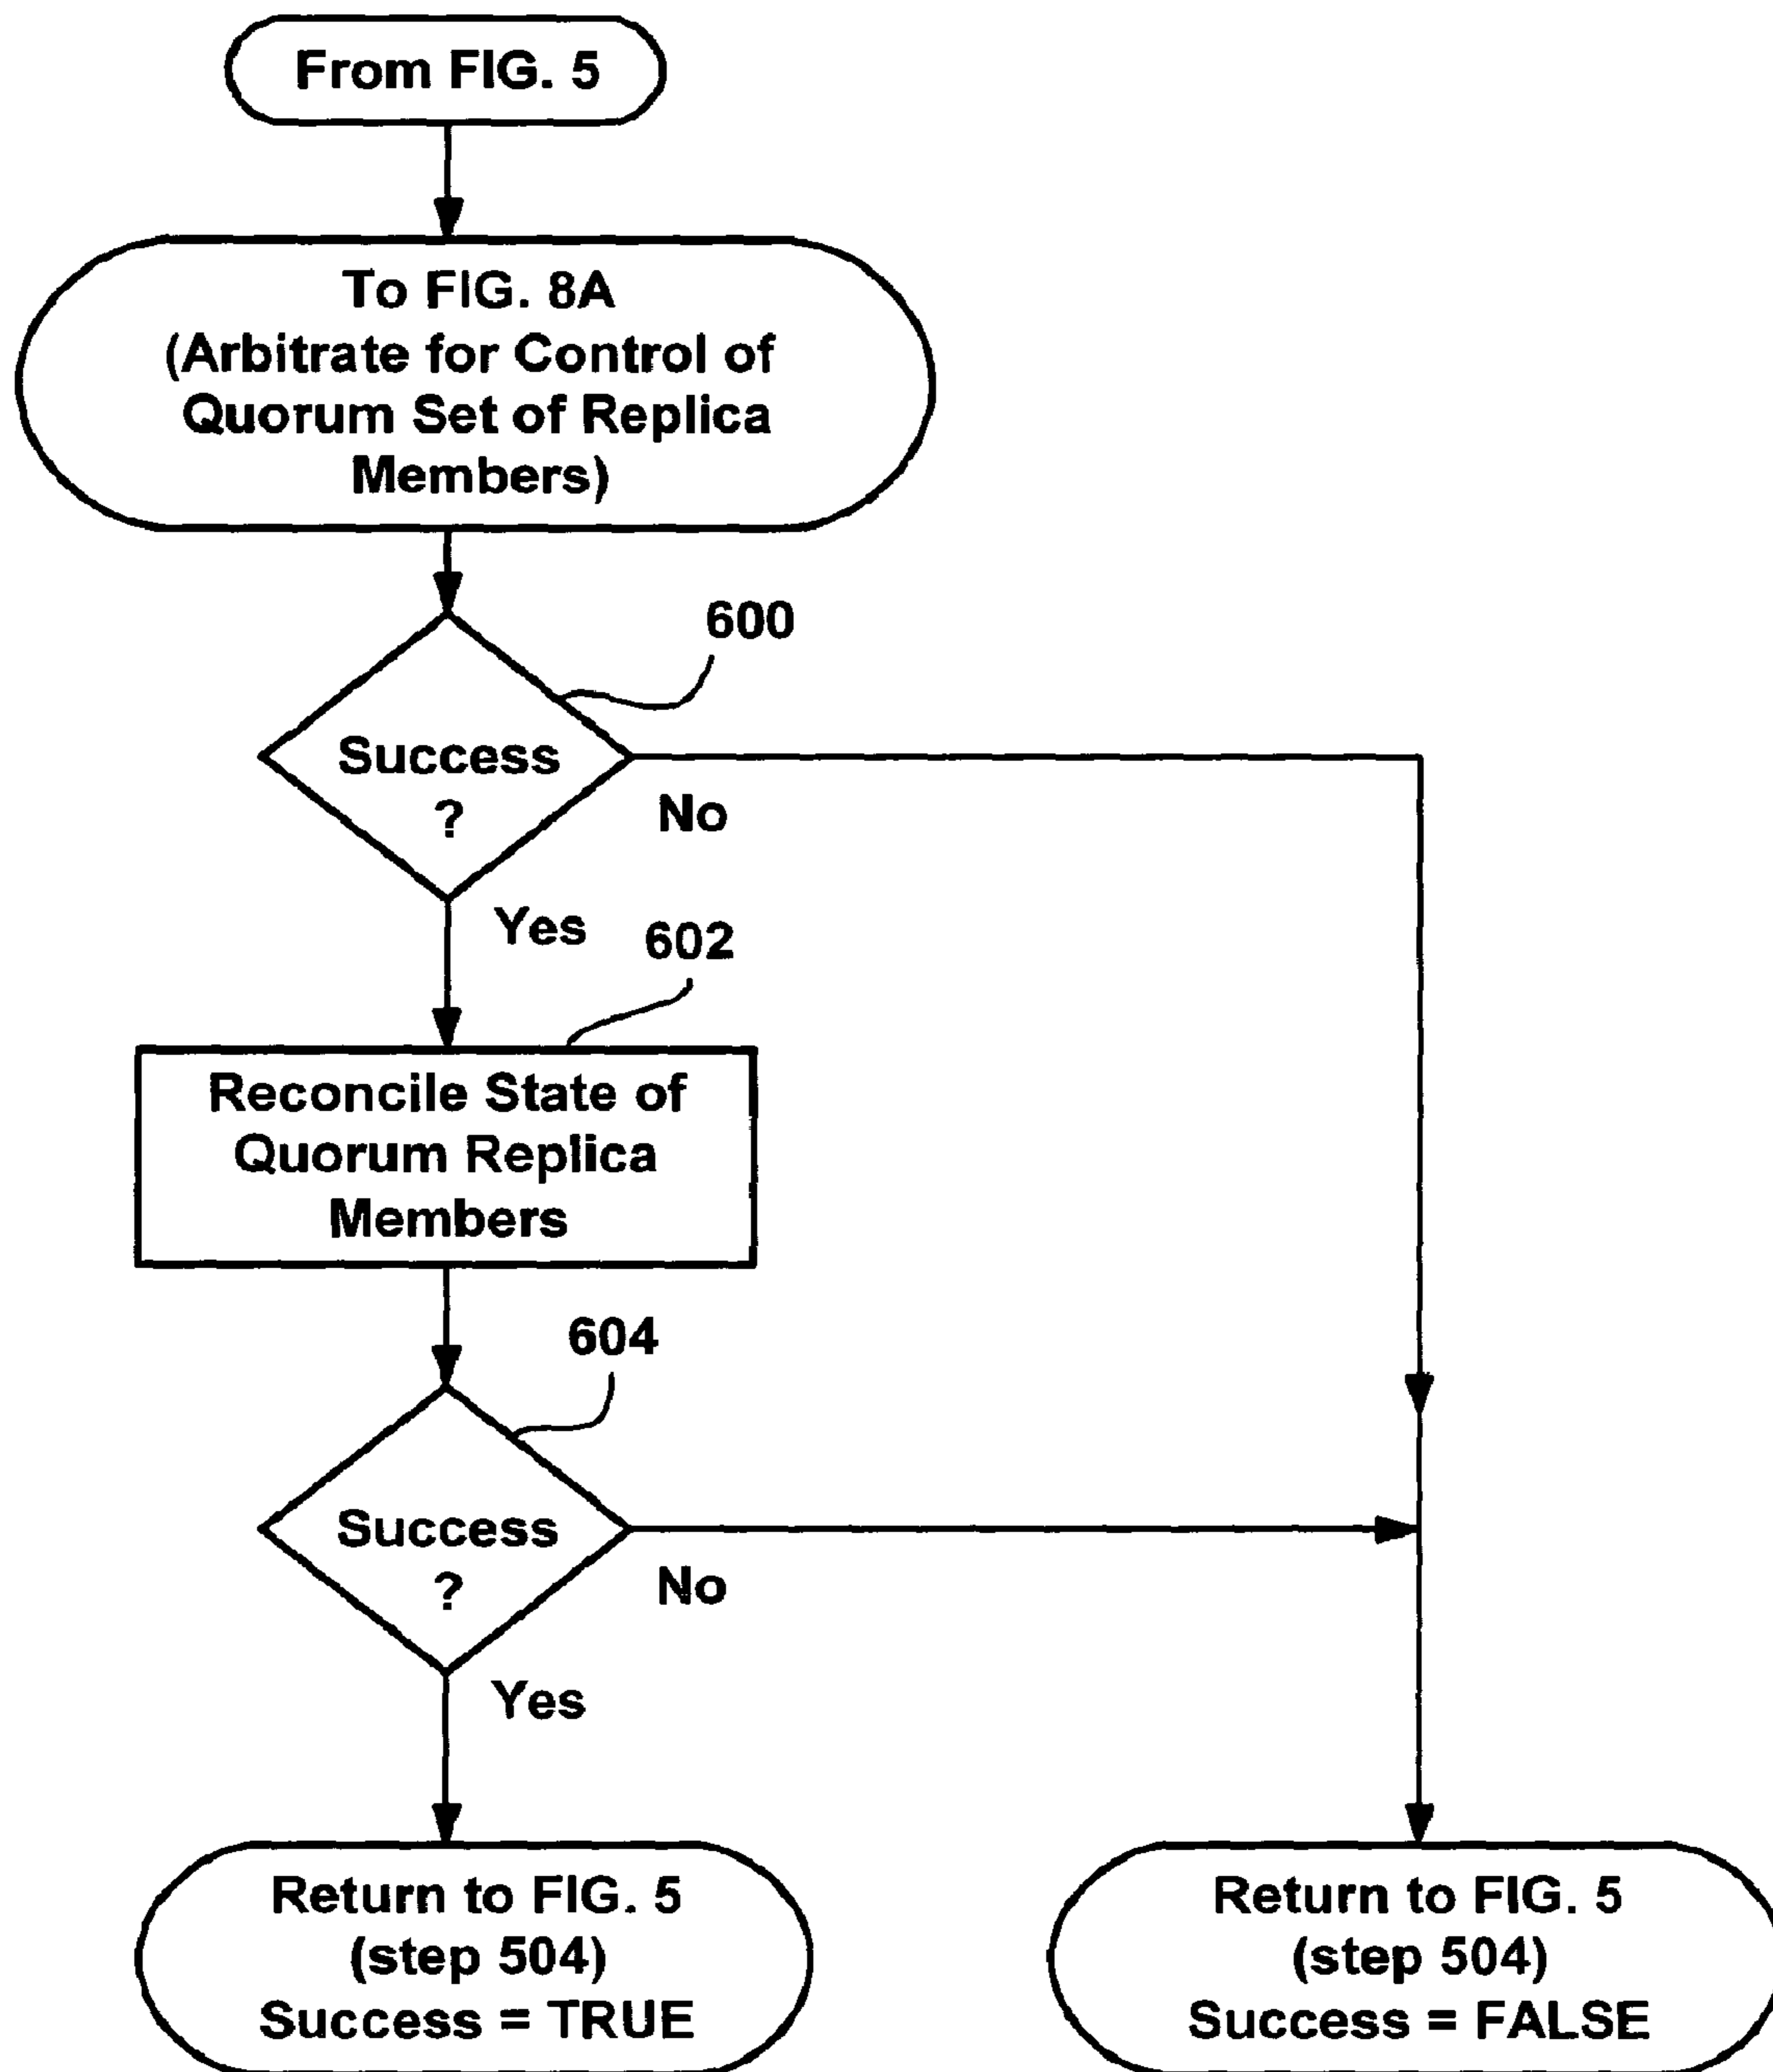 From FIG. 5
To FIG. 8A
(Arbitrate for Control of
Quorum Set of Replica
Members)
600
Success
?
No
Yes
602
Reconcile State of
Quorum Replica
Members
604
Success
?
No
Yes
Return to FIG. 5
(step 504)
Success = TRUE
Return to FIG. 5
(step 504)
Success = FALSE